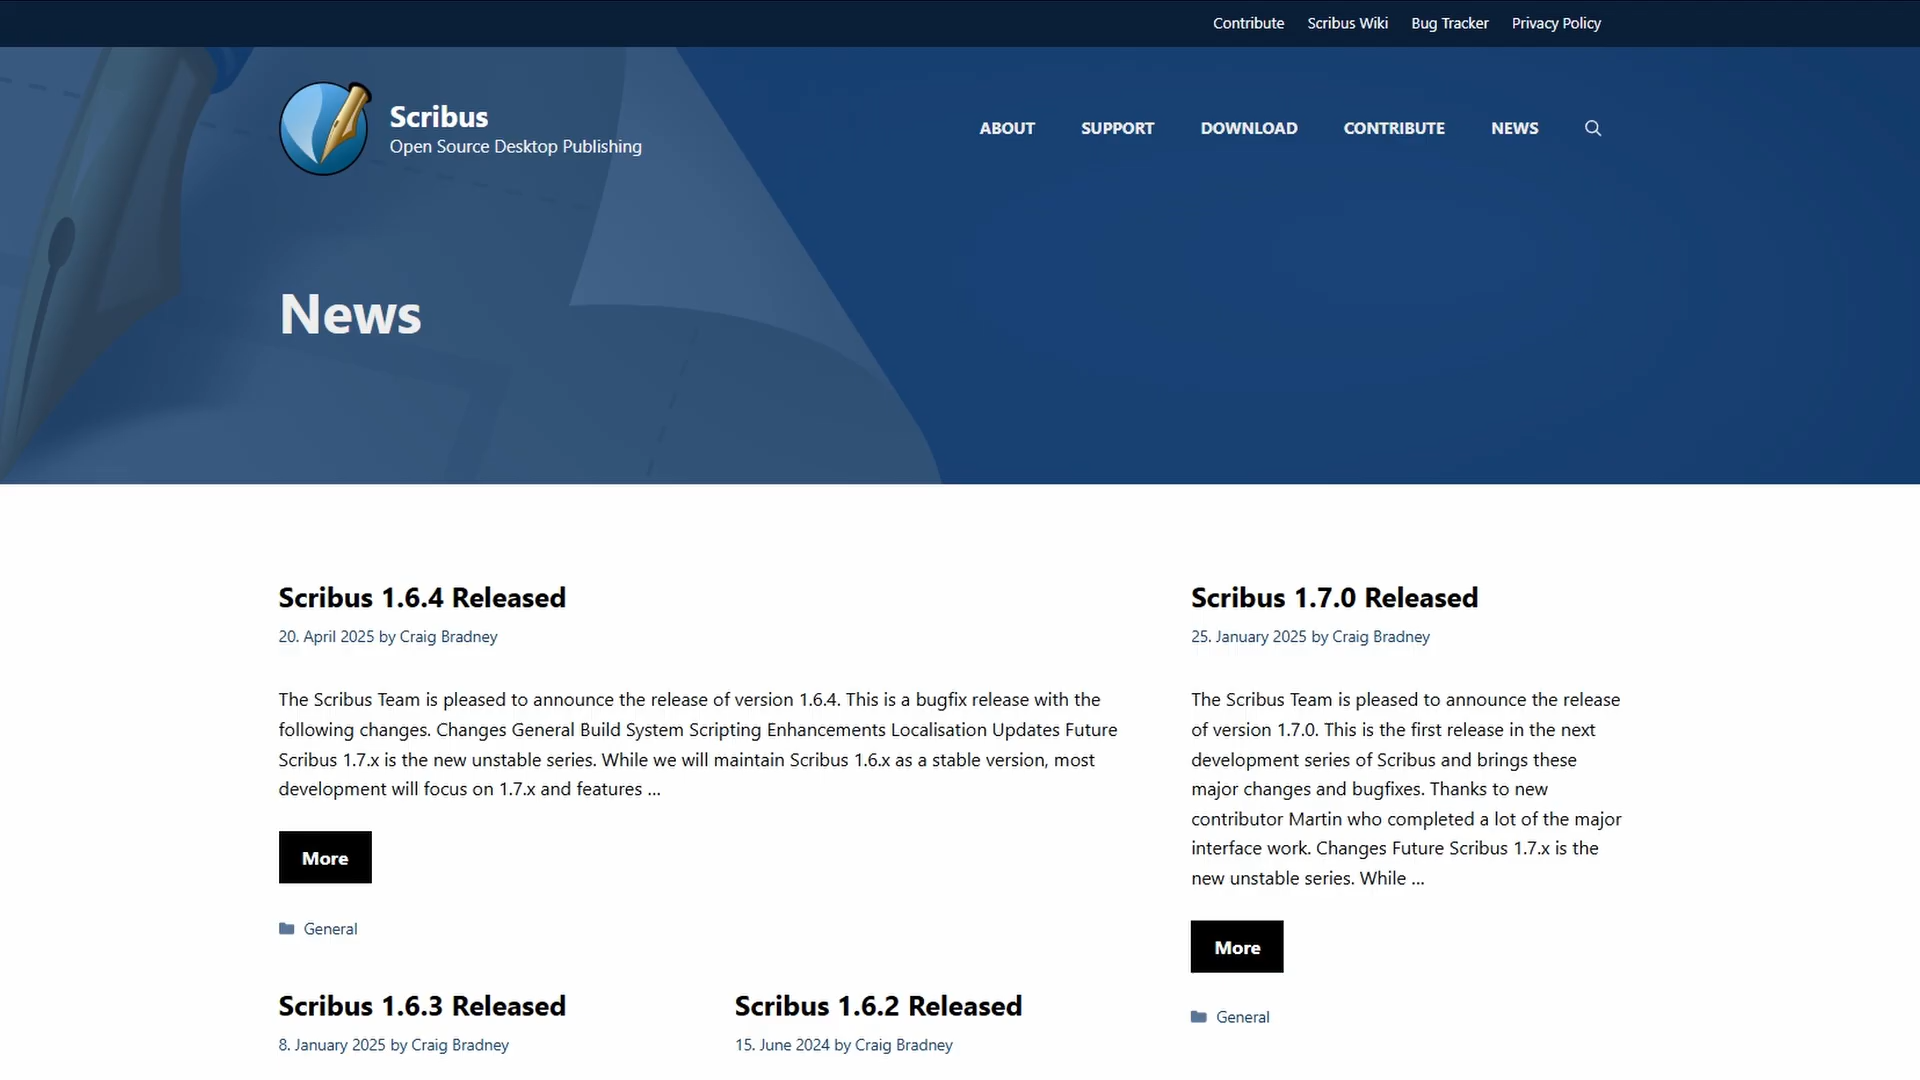 Contribute Scribus Wiki Bug Tracker Privacy Policy
Scribus
Open Source Desktop Publishing
ABOUT SUPPORT DOWNLOAD CONTRIBUTE NEWS
News
Scribus 1.6.4 Released
20. April 2025 by Craig Bradney
The Scribus Team is pleased to announce the release of version 1.6.4. This is a bugfix release with the
following changes. Changes General Build System Scripting Enhancements Localisation Updates Future
Scribus 1.7.x is the new unstable series. While we will maintain Scribus 1.6.x as a stable version, most
development will focus on 1.7.x and features ...
More
General
Scribus 1.7.0 Released
25. January 2025 by Craig Bradney
The Scribus Team is pleased to announce the release
of version 1.7.0. This is the first release in the next
development series of Scribus and brings these
major changes and bugfixes. Thanks to new
contributor Martin who completed a lot of the major
interface work. Changes Future Scribus 1.7.x is the
new unstable series. While ...
More
General
Scribus 1.6.3 Released
8. January 2025 by Craig Bradney
Scribus 1.6.2 Released
15. June 2024 by Craig Bradney